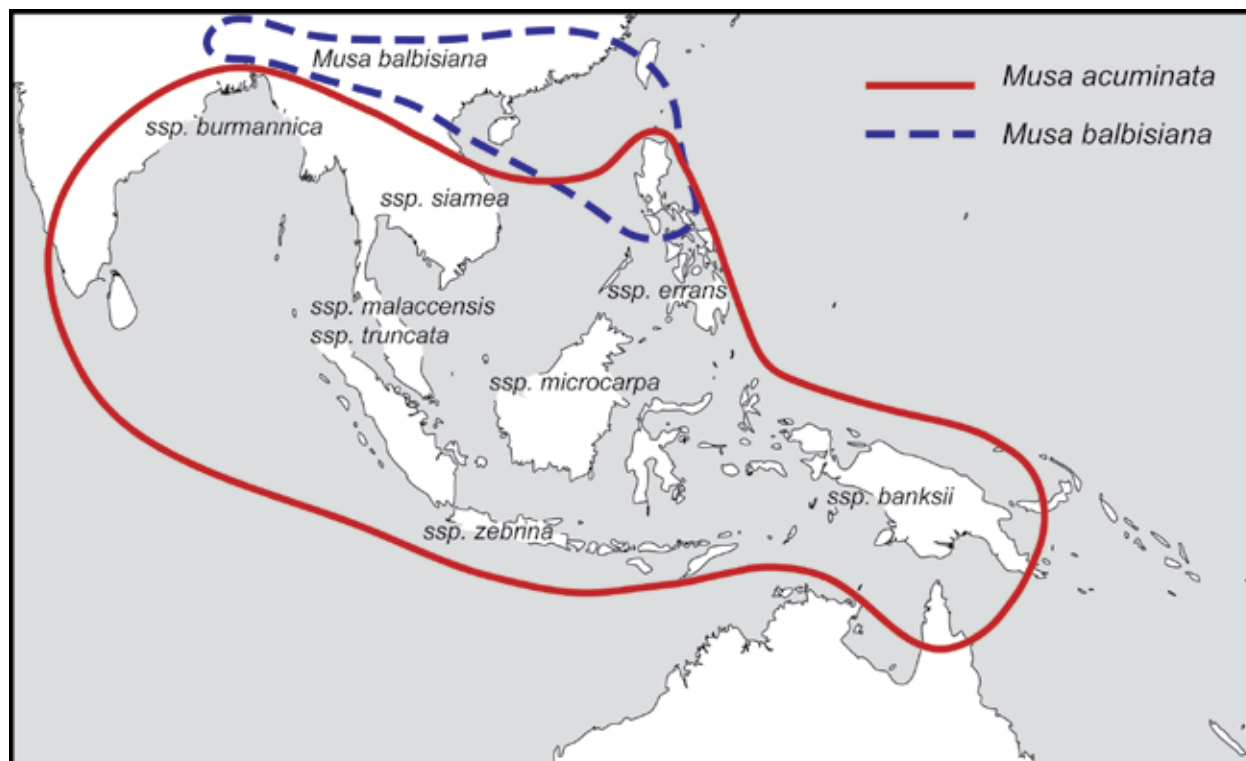 Musa balbisiana
Musa acuminata
Musa balbisiana
ssp. burmannica
ssp. siamea
ssp. malaccensis
ssp. truncata
ssp. errans
ssp. microcarpa
ssp. banksii
ssp. zebrina